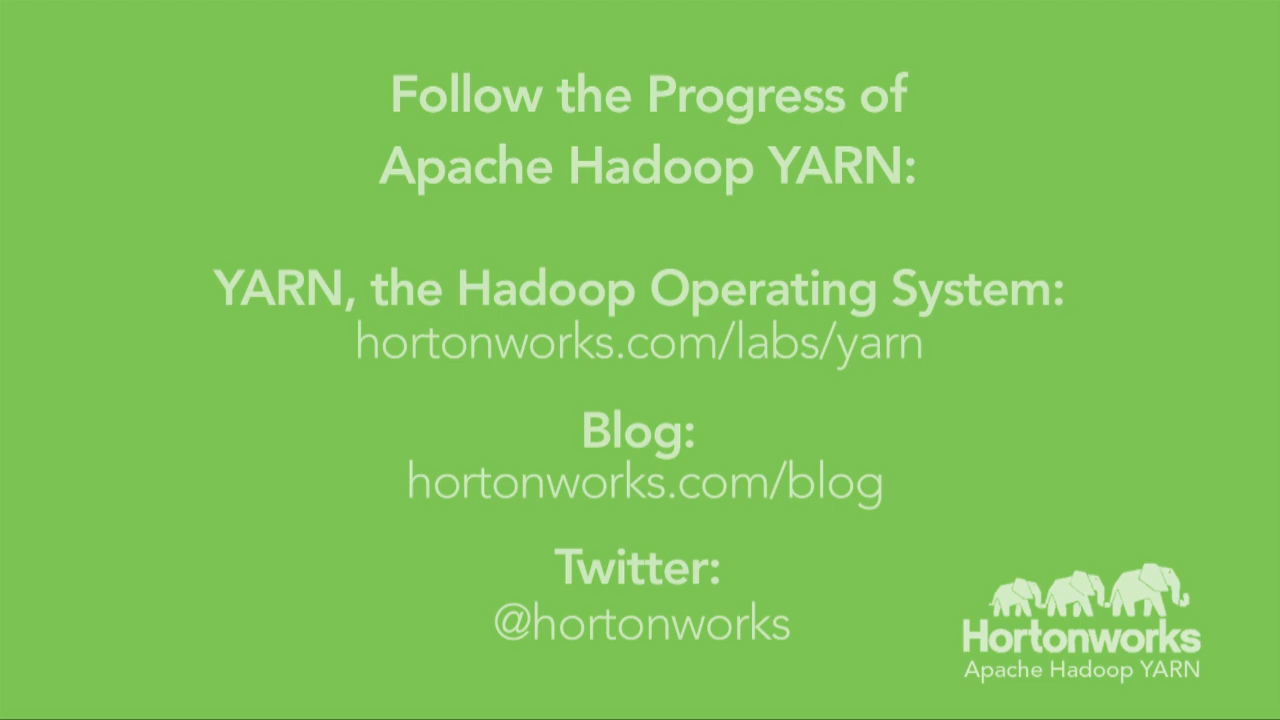 Follow the Progress of
Apache Hadoop YARN:
YARN, the Hadoop Operating System:
hortonworks.com/labs/yarn
Blog:
hortonworks.com/blog
Twitter:
@hortonworks
Hortonworks
Apache Hadoop YARN